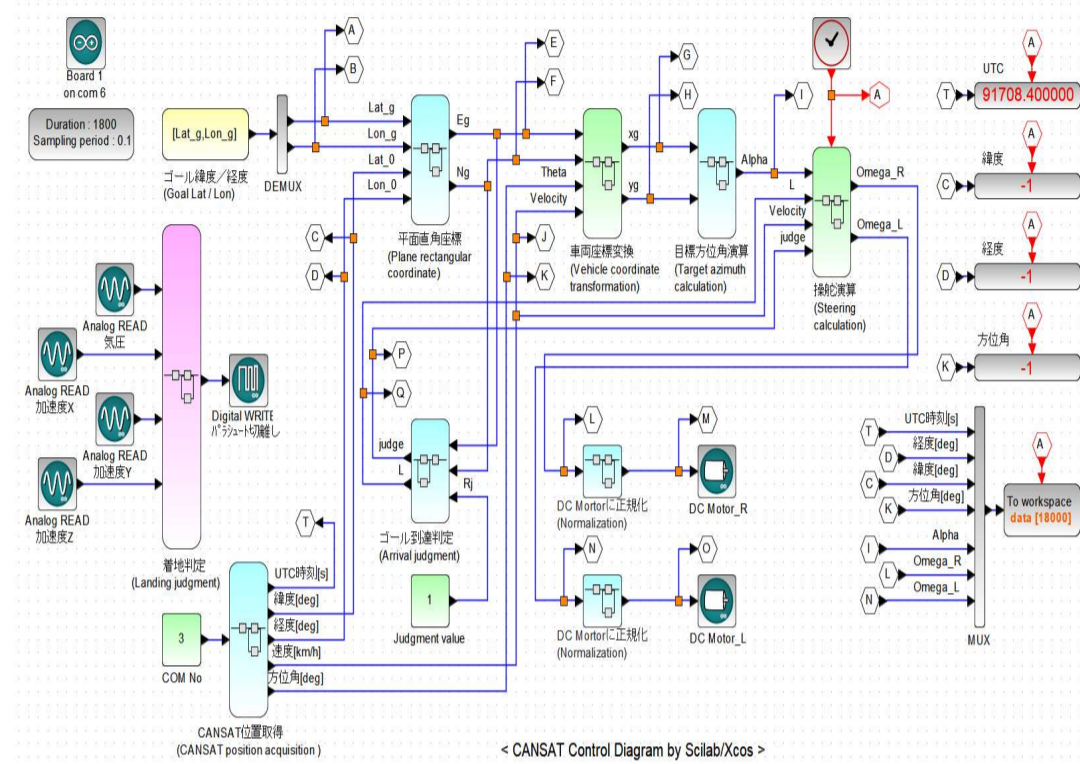 Board 1
on com 6
Duration : 1800
Sampling period : 0.1
[Lat_g,Lon_g]
ゴール緯度／経度
(Goal Lat / Lon)
DEMUX
A
B
Lat_g
Lon_g
Lat_0
Lon_0
Eg
Ng
平面直角座標
(Plane rectangular
coordinate)
C
D
E
F
Theta
Velocity
xg
yg
車両座標変換
(Vehicle coordinate
transformation)
J
K
G
H
Alpha
目標方位角演算
(Target azimuth
calculation)
I
A
L
Velocity
judge
Omega_R
Omega_L
操舵演算
(Steering
calculation)
A
UTC
T
91708.400000
A
緯度
C
-1
A
経度
D
-1
A
方位角
K
-1
Analog READ
気圧
Analog READ
加速度X
Analog READ
加速度Y
Analog READ
加速度Z
着地判定
(Landing judgment)
Digital WRITE
パラシュート切離し
P
Q
judge
L
Rj
ゴール到達判定
(Arrival judgment)
1
Judgment value
T
3
COM No
UTC時刻[s]
緯度[deg]
経度[deg]
速度[km/h]
方位角[deg]
CANSAT位置取得
(CANSAT position acquisition )
L
M
DC Mortorに正規化
(Normalization)
DC Motor_R
N
O
DC Mortorに正規化
(Normalization)
DC Motor_L
T
UTC時刻[s]
D
経度[deg]
C
緯度[deg]
K
方位角[deg]
I
Alpha
L
Omega_R
N
Omega_L
MUX
A
To workspace
data [18000]
< CANSAT Control Diagram by Scilab/Xcos >